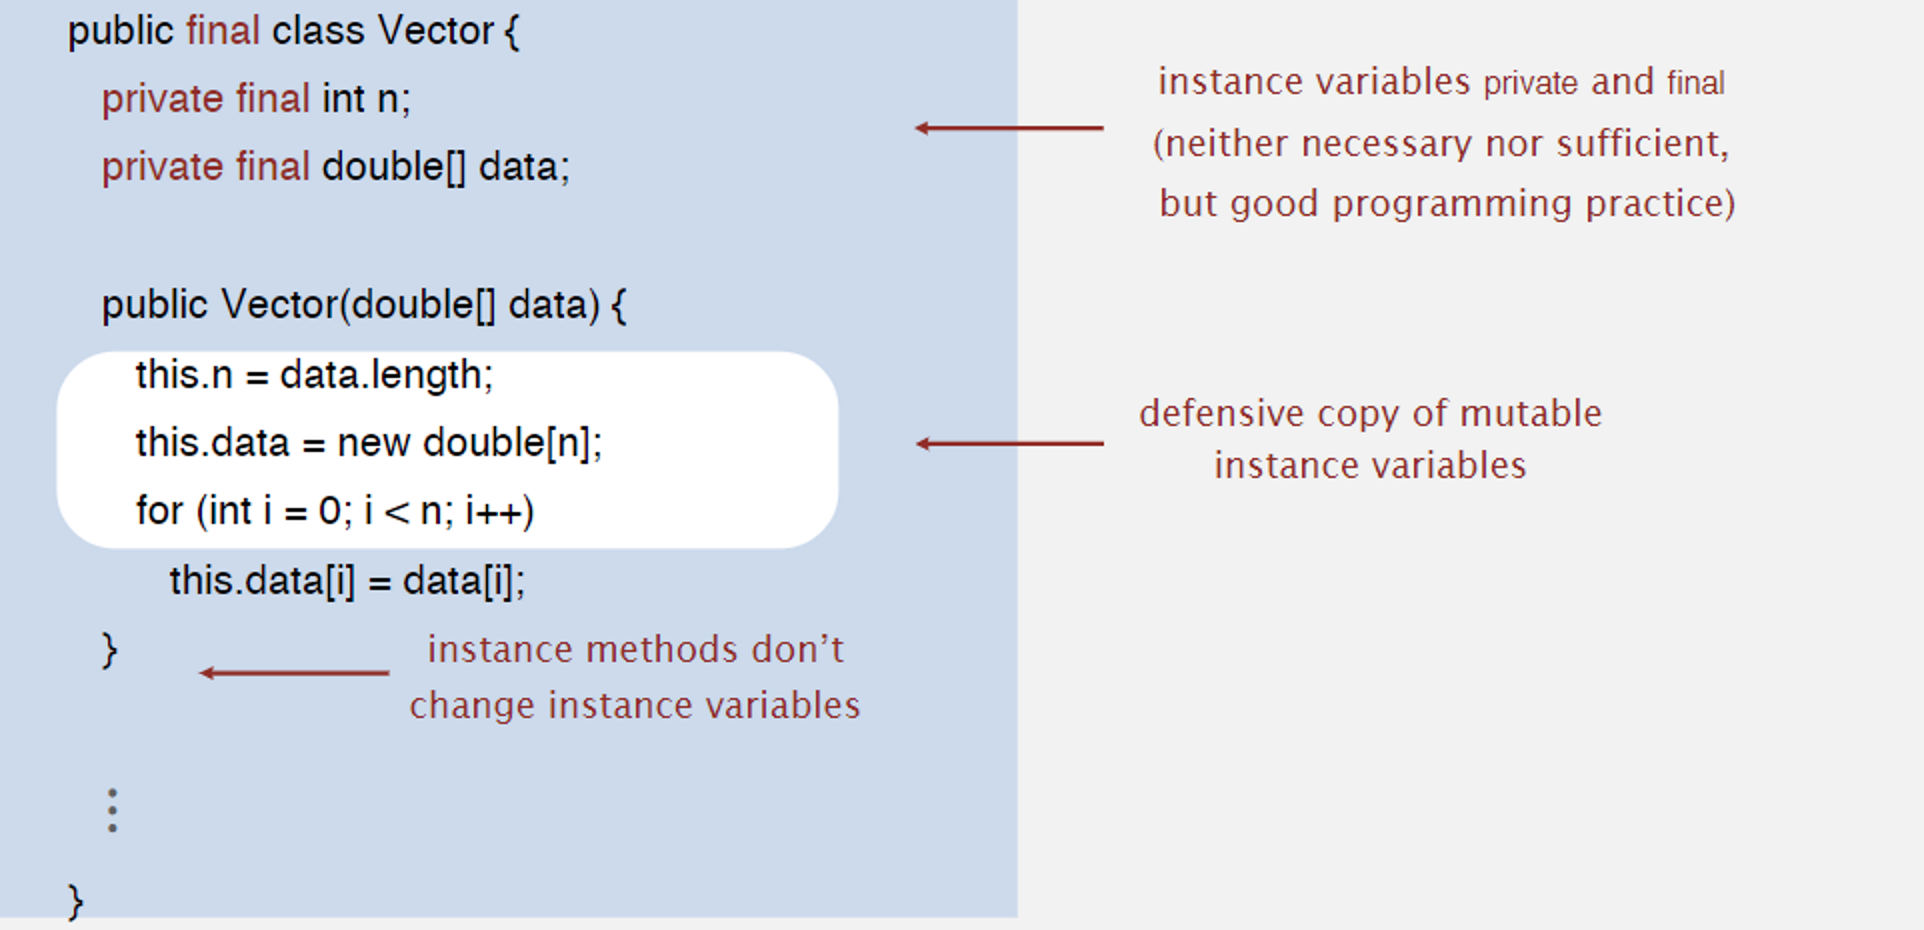 public final class Vector {
private final int n;
private final double[] data;
instance variables private and final
(neither necessary nor sufficient,
but good programming practice)
public Vector(double[] data) {
this.n = data.length;
this.data = new double[n];
for (int i = 0; i < n; i++)
this.data[i] = data[i];
}
defensive copy of mutable
instance variables
instance methods don’t
change instance variables
⋮
}